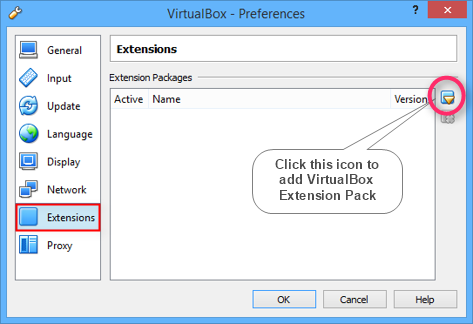 VirtualBox - Preferences
?
General
Input
Update
Language
Display
Network
Extensions
Proxy
Extensions
Extension Packages
Active Name Version
Click this icon to
add VirtualBox
Extension Pack
OK Cancel Help